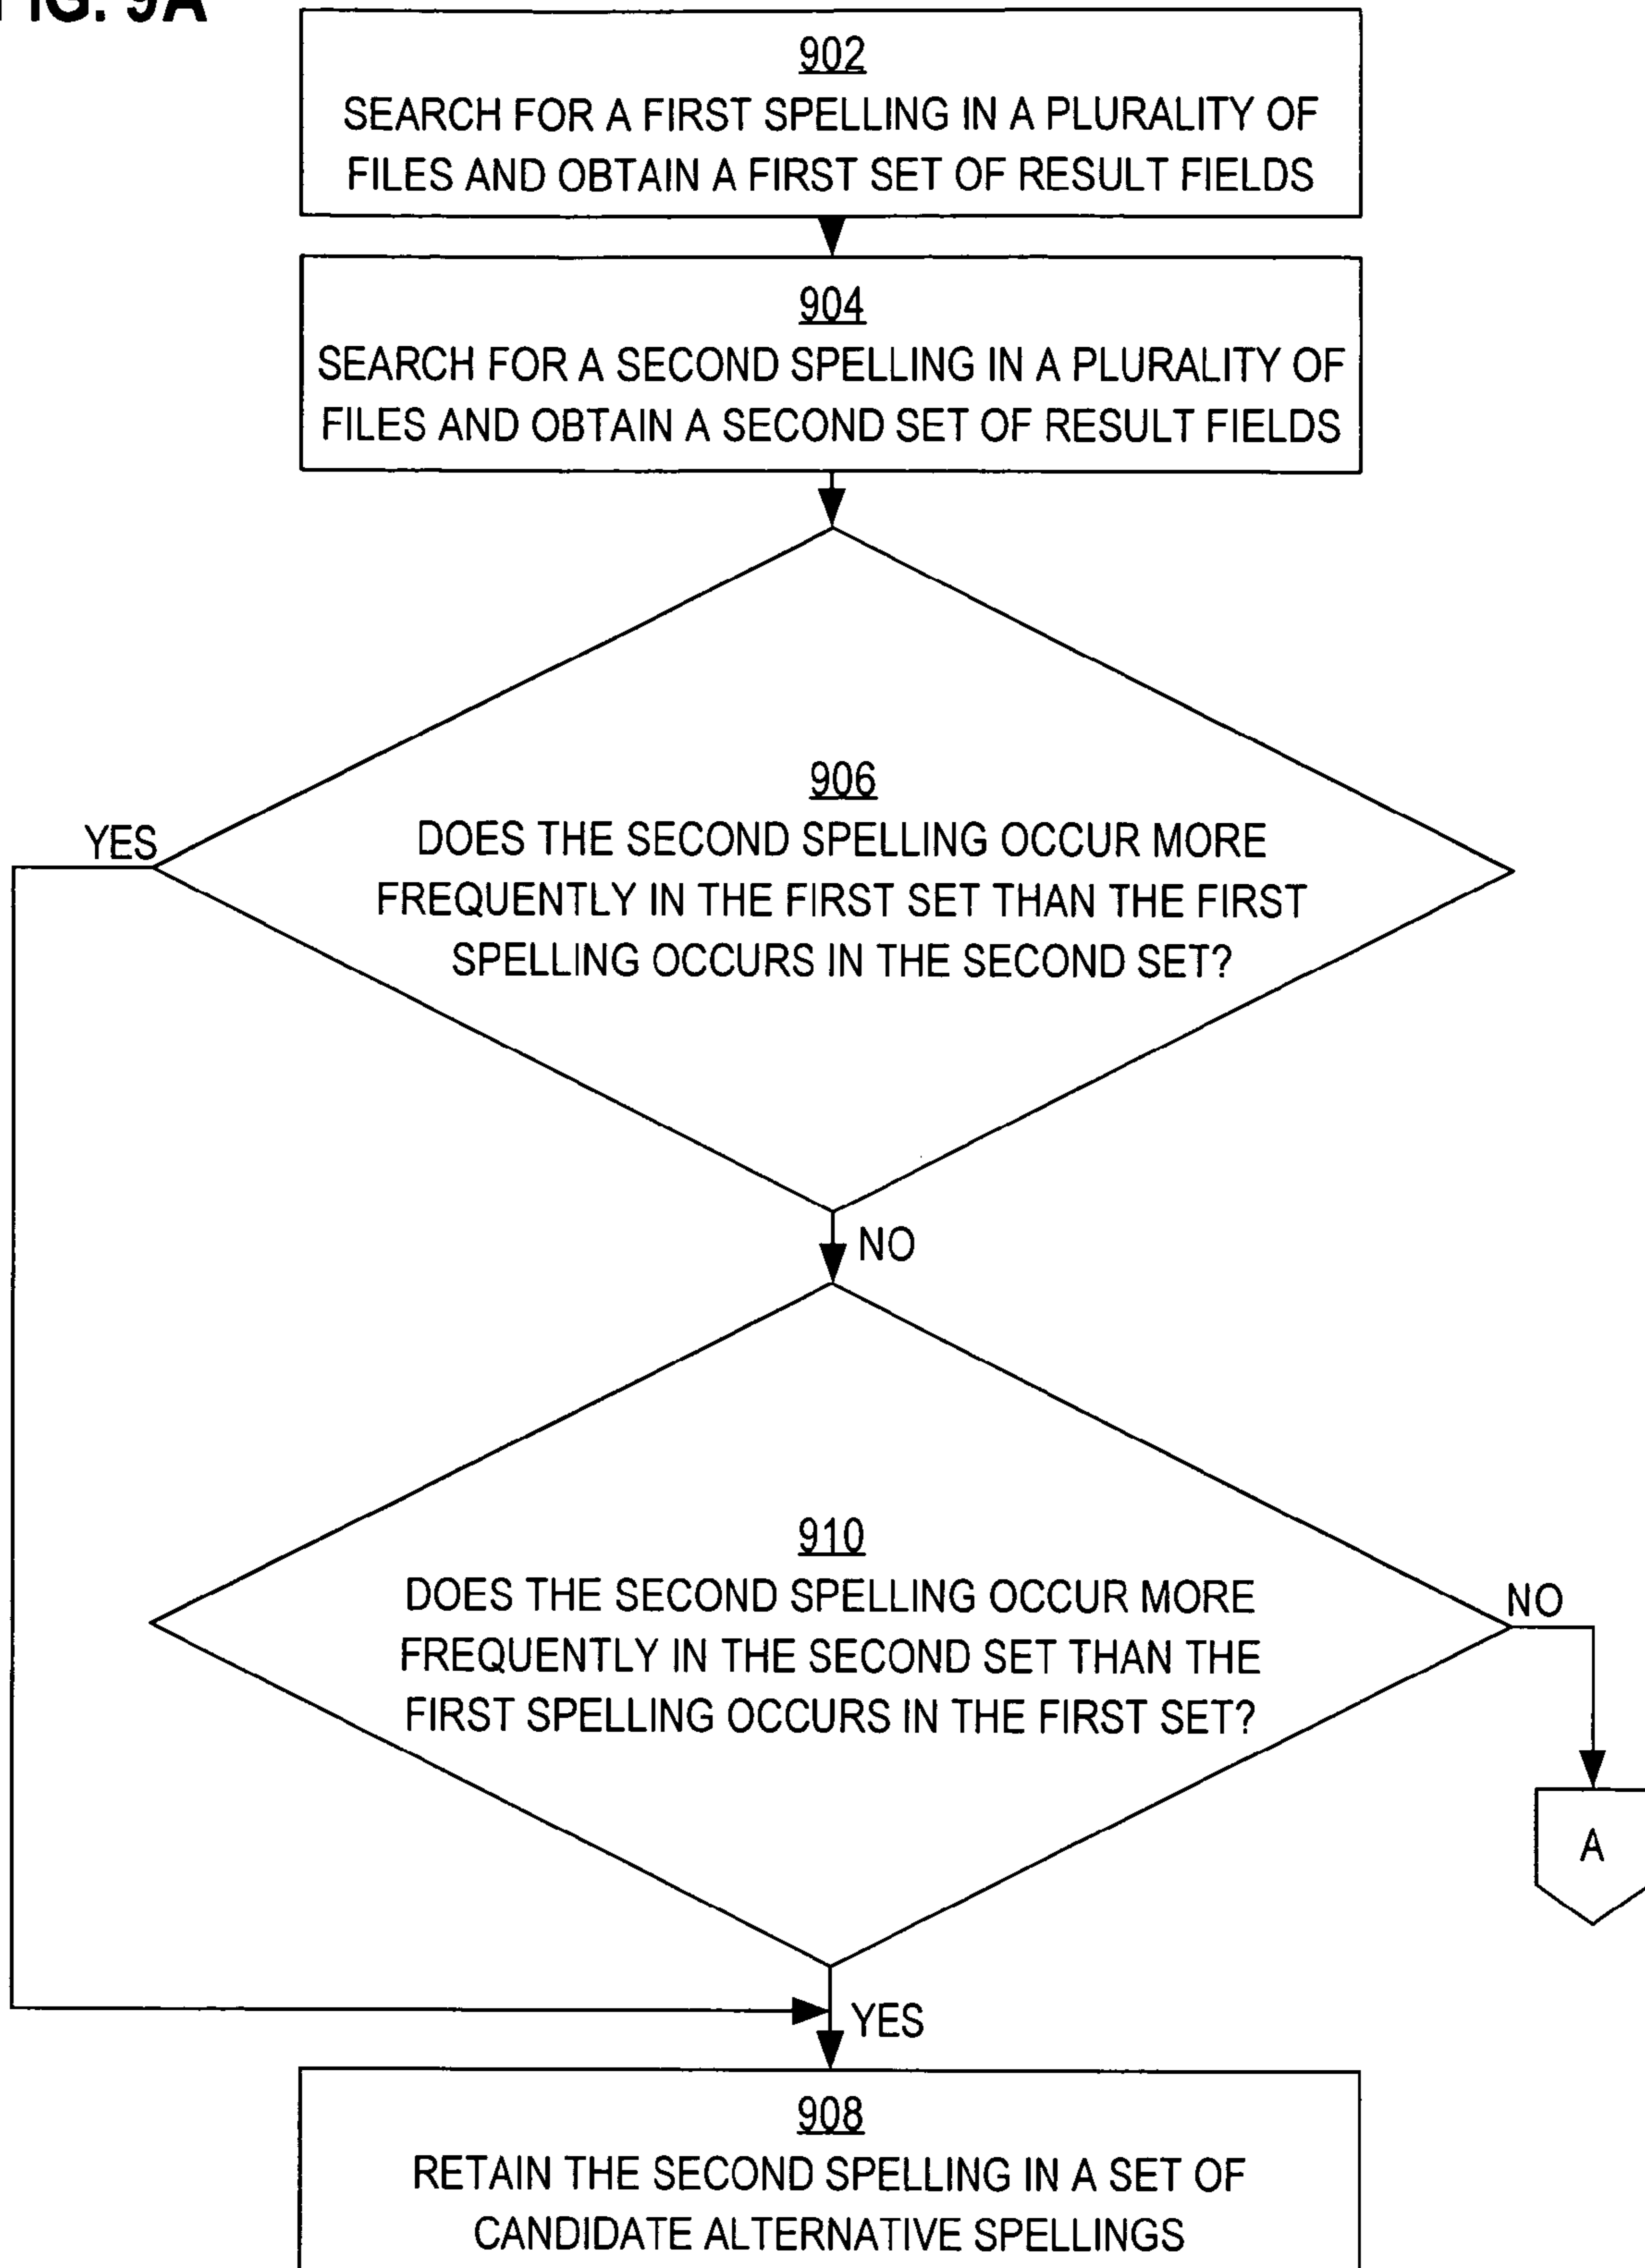 FIG. 9A
902
SEARCH FOR A FIRST SPELLING IN A PLURALITY OF
FILES AND OBTAIN A FIRST SET OF RESULT FIELDS
904
SEARCH FOR A SECOND SPELLING IN A PLURALITY OF
FILES AND OBTAIN A SECOND SET OF RESULT FIELDS
906
YES
DOES THE SECOND SPELLING OCCUR MORE
FREQUENTLY IN THE FIRST SET THAN THE FIRST
SPELLING OCCURS IN THE SECOND SET?
NO
910
DOES THE SECOND SPELLING OCCUR MORE
NO
FREQUENTLY IN THE SECOND SET THAN THE
FIRST SPELLING OCCURS IN THE FIRST SET?
A
YES
908
RETAIN THE SECOND SPELLING IN A SET OF
CANDIDATE ALTERNATIVE SPELLINGS